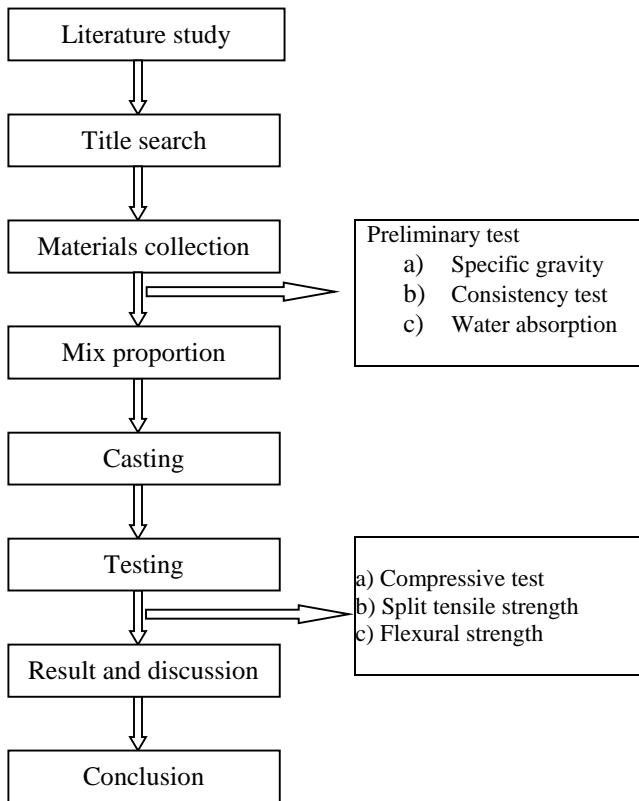 Literature study
Title search
Materials collection
Preliminary test
a) Specific gravity
b) Consistency test
c) Water absorption
Mix proportion
Casting
Testing
a) Compressive test
b) Split tensile strength
c) Flexural strength
Result and discussion
Conclusion